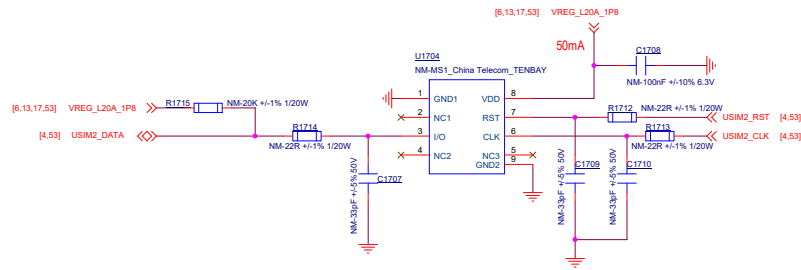 [6,13,17,53] VREG_L20A_1P8
50mA
C1708
NM-100nF +/-10% 6.3V
U1704
NM-MS1_China Telecom_TENBAY
1 GND1 VDD 8
2 NC1 RST 7
3 I/O CLK 6
4 NC2 NC3 5
GND2 9
R1715 NM-20K +/-1% 1/20W
[6,13,17,53] VREG_L20A_1P8
[4,53] USIM2_DATA
R1714
NM-22R +/-1% 1/20W
R1712 NM-22R +/-1% 1/20W
USIM2_RST [4,53]
R1713
USIM2_CLK [4,53]
NM-22R +/-1% 1/20W
C1707
NM-33pF +/-5% 50V
C1709
NM-33pF +/-5% 50V
C1710
NM-33pF +/-5% 50V